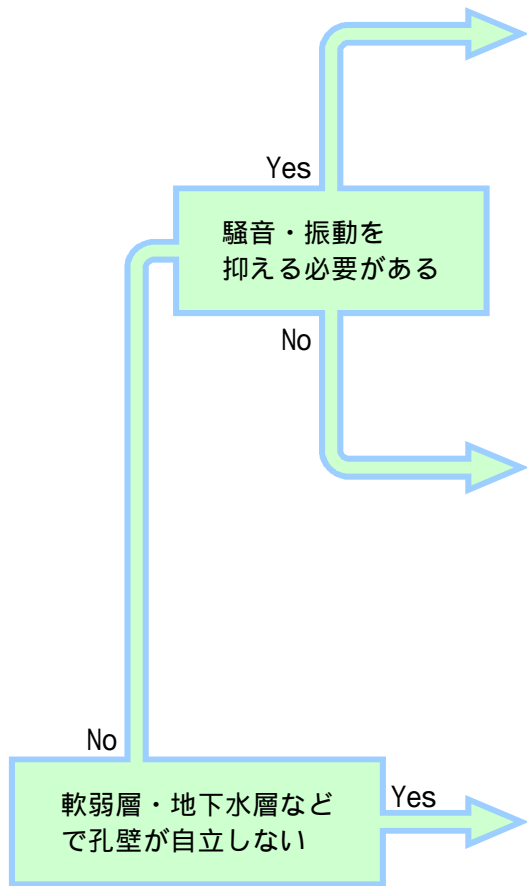 Yes
騒音・振動を
抑える必要がある
No
No
軟弱層・地下水層など
で孔壁が自立しない
Yes